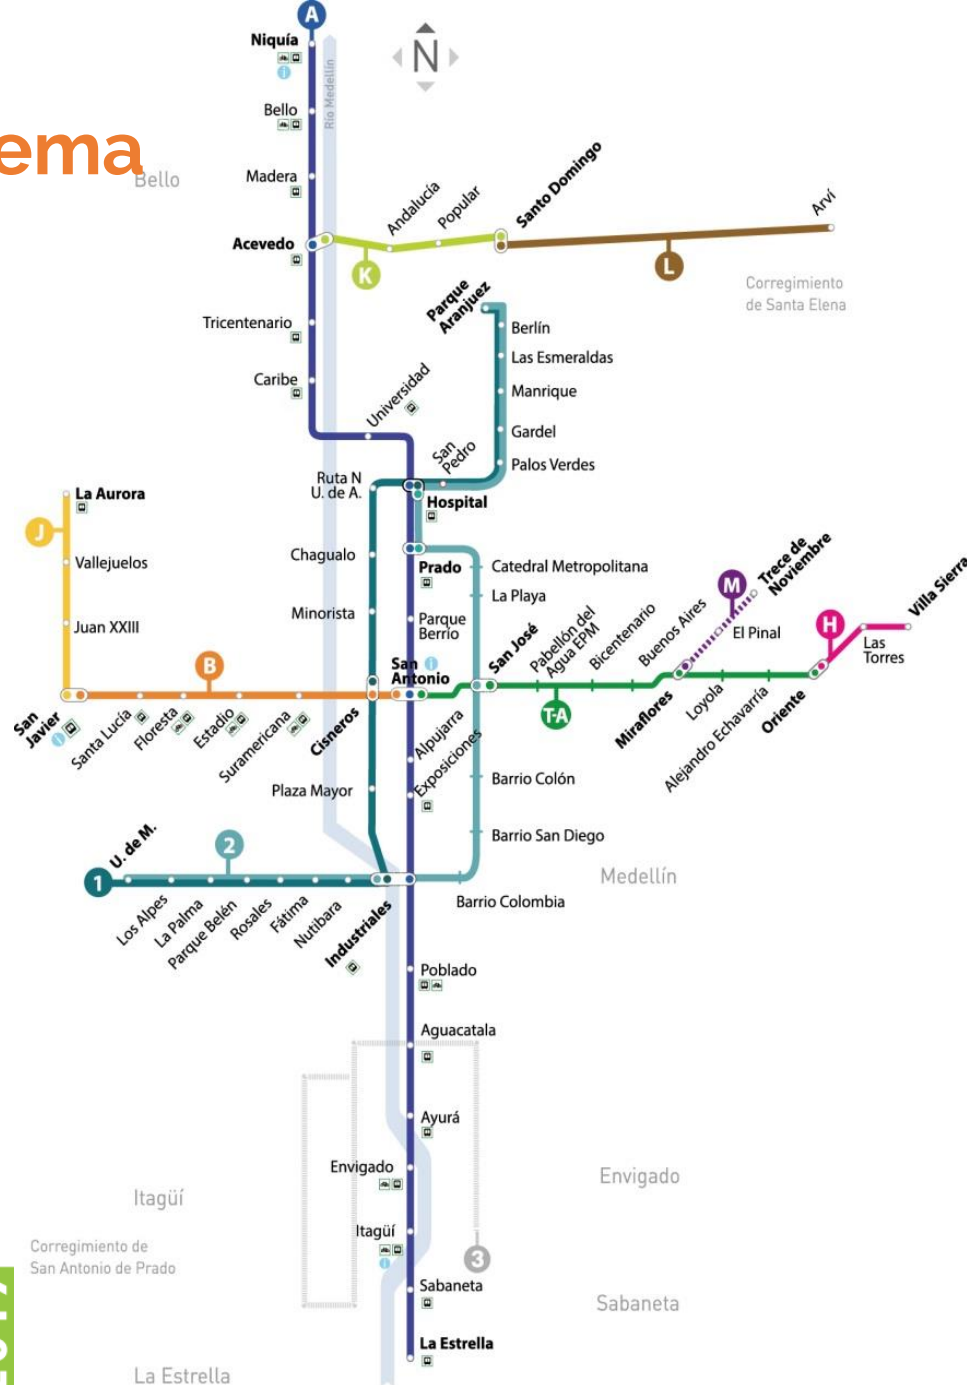 A
Niquía
N
Río Medellín
Bello
ema
Bello
Madera
Santo Domingo
Andalucía
Popular
Arví
Acevedo
K
L
Corregimiento
de Santa Elena
Parque
Aranjuez
Tricentenario
Berlín
Las Esmeraldas
Caribe
Universidad
Manrique
Gardel
San
Pedro
Palos Verdes
Ruta N
U. de A.
La Aurora
Hospital
J
Vallejuelos
Chagualo
Prado
Catedral Metropolitana
La Playa
Trece de
Noviembre
M
Villa Sierra
Minorista
Parque
Berrío
Juan XXIII
San José
Pabellón del
Agua EPM
Bicentenario
Buenos Aires
El Pinal
H
Las
Torres
B
San
Antonio
San
Javier
Santa Lucía
Floresta
Estadio
Suramericana
Cisneros
Alpujarra
Exposiciones
T-A
Miraflores
Loyola
Alejandro Echavarría
Oriente
Plaza Mayor
Barrio Colón
Barrio San Diego
U. de M.
2
1
Medellín
Los Alpes
La Palma
Parque Belén
Rosales
Fátima
Nutibara
Industriales
Barrio Colombia
Poblado
Aguacatala
Ayurá
Envigado
Envigado
Itagüí
Itagüí
Corregimiento de
San Antonio de Prado
3
Sabaneta
Sabaneta
La Estrella
La Estrella